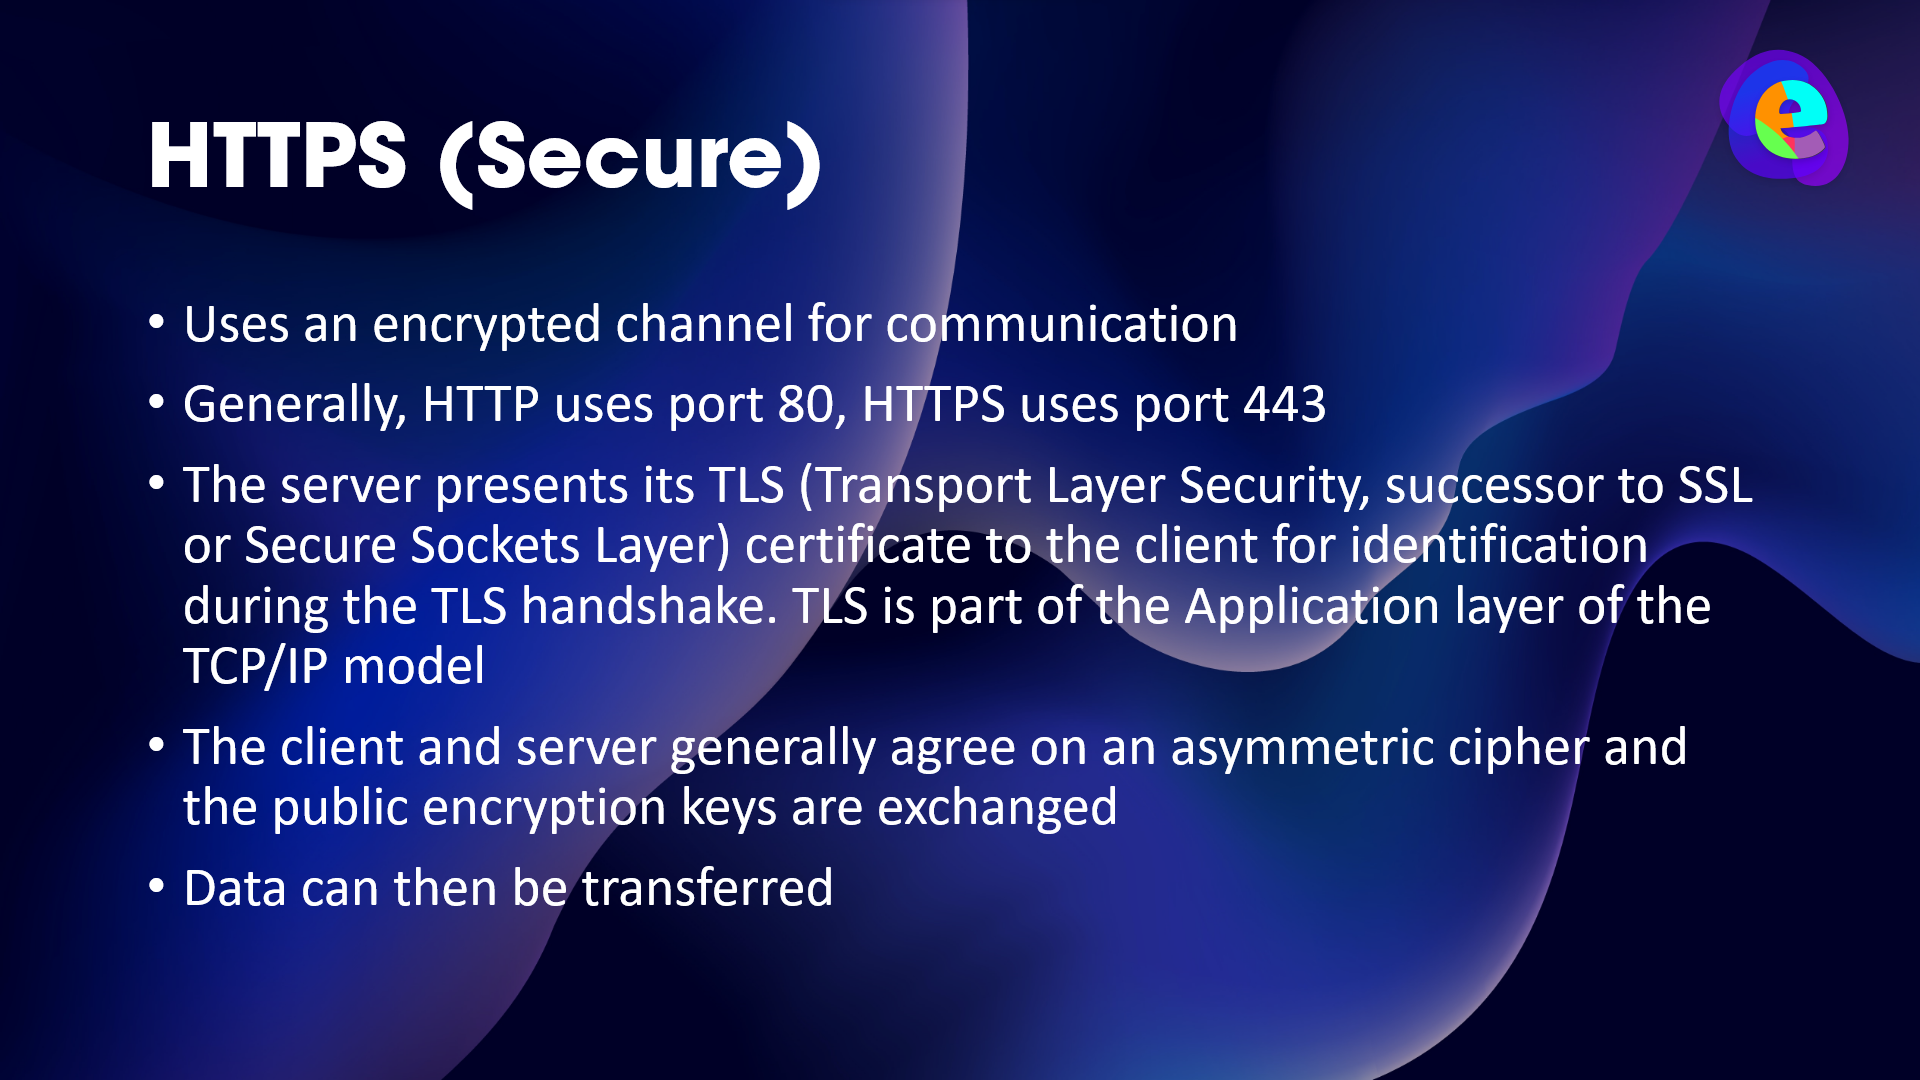 HTTPS (Secure)
• Uses an encrypted channel for communication
• Generally, HTTP uses port 80, HTTPS uses port 443
• The server presents its TLS (Transport Layer Security, successor to SSL
or Secure Sockets Layer) certificate to the client for identification
during the TLS handshake. TLS is part of the Application layer of the
TCP/IP model
• The client and server generally agree on an asymmetric cipher and
the public encryption keys are exchanged
• Data can then be transferred
e